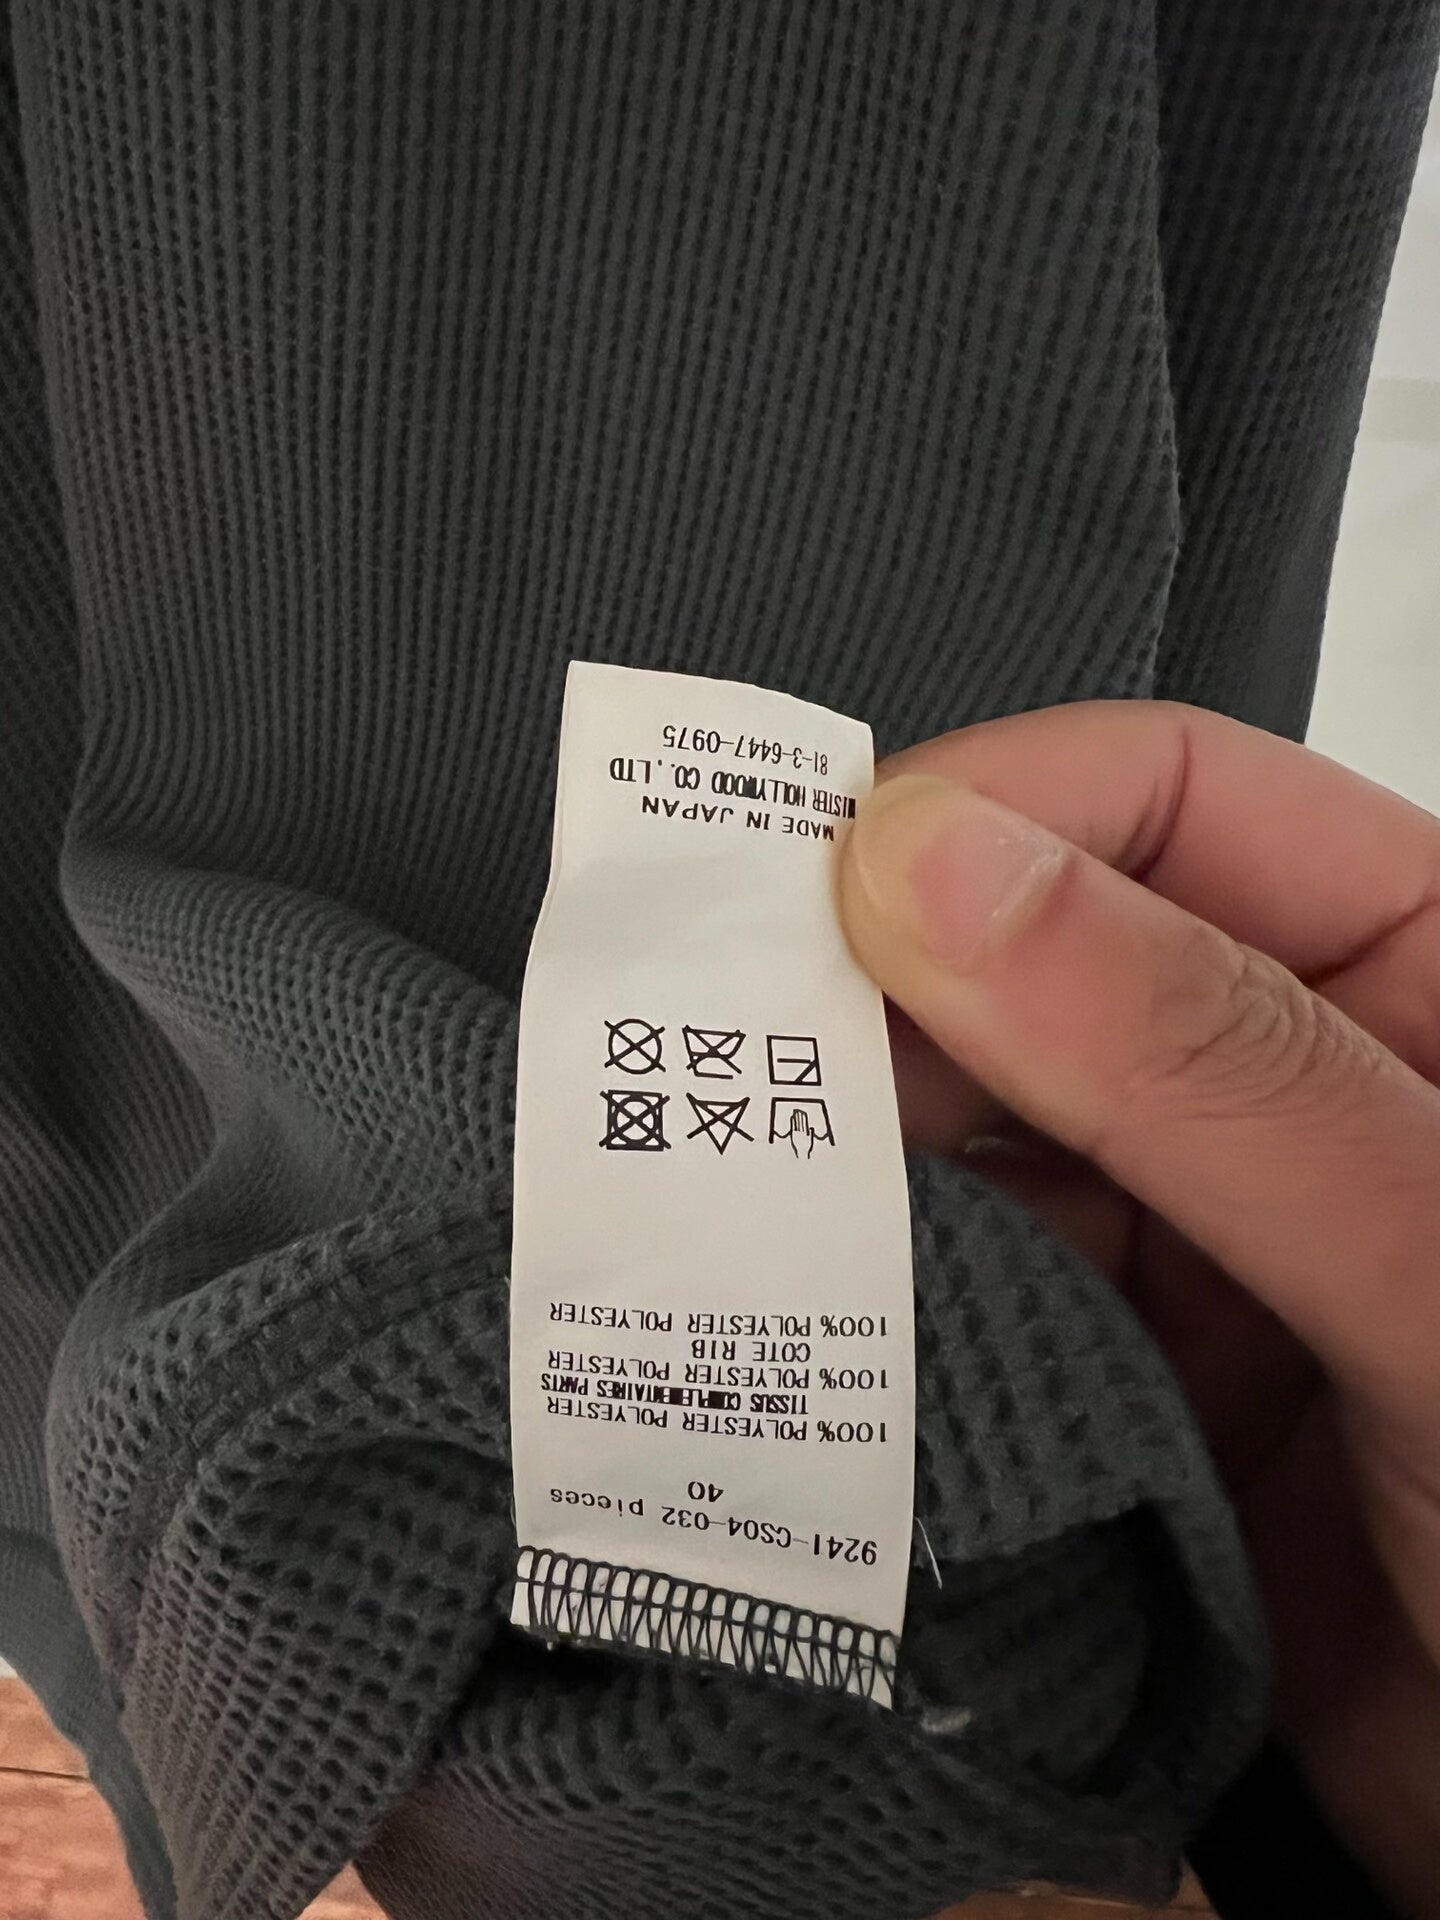 9241-CS04-032 pieces
40
100% POLYESTER POLYESTER
TISSUS COMPLEMENTAIRES PARTS
100% POLYESTER POLYESTER
COTE RIB
100% POLYESTER POLYESTER
MADE IN JAPAN
MISTER HOLLYWOOD CO.,LTD
81-3-6447-0975